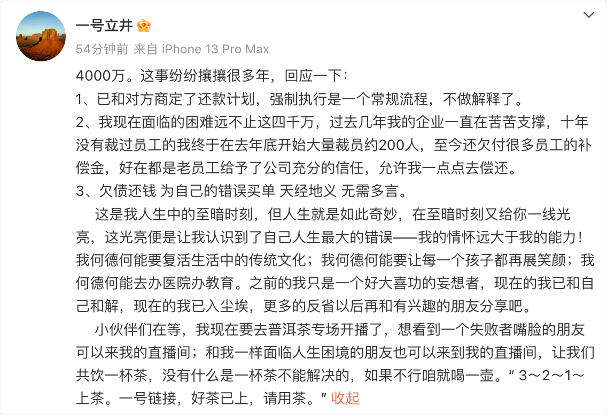 一号立井
54分钟前 来自 iPhone 13 Pro Max
4000万。这事纷纷攘攘很多年，回应一下：
1、已和对方商定了还款计划，强制执行是一个常规流程，不做解释了。
2、我现在面临的困难远不止这四千万，过去几年我的企业一直在苦苦支撑，十年
没有裁过员工的我终于在去年底开始大量裁员约200人，至今还欠付很多员工的补
偿金，好在都是老员工给予了公司充分的信任，允许我一点点去偿还。
3、欠债还钱 为自己的错误买单 天经地义 无需多言。
这是我人生中的至暗时刻，但人生就是如此奇妙，在至暗时刻又给你一线光
亮，这光亮便是让我认识到了自己人生最大的错误——我的情怀远大于我的能力！
我何德何能要复活生活中的传统文化；我何德何能要让每一个孩子都再展笑颜；我
何德何能去办医院办教育。之前的我只是一个好大喜功的妄想者，现在的我已和自
己和解，现在的我已入尘埃，更多的反省以后再和有兴趣的朋友分享吧。
小伙伴们在等，我现在要去普洱茶专场开播了，想看到一个失败者嘴脸的朋友
可以来我的直播间；和我一样面临人生困境的朋友也可以来到我的直播间，让我们
共饮一杯茶，没有什么是一杯茶不能解决的，如果不行咱就喝一壶。“ 3～2～1～
上茶。一号链接，好茶已上，请用茶。” 收起